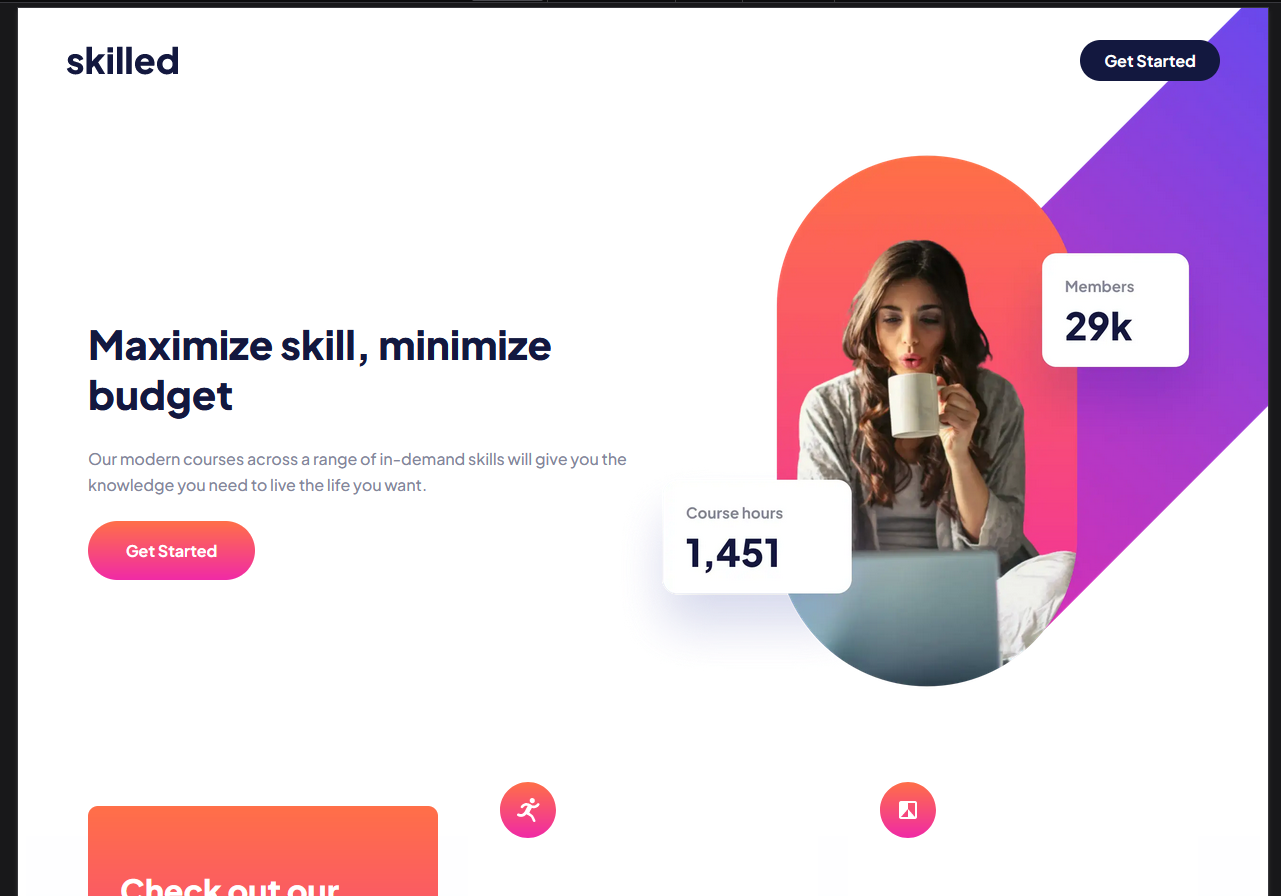 skilled
Get Started
Members
29k
Maximize skill, minimize
budget
Our modern courses across a range of in-demand skills will give you the
knowledge you need to live the life you want.
Course hours
1,451
Get Started
Check out our